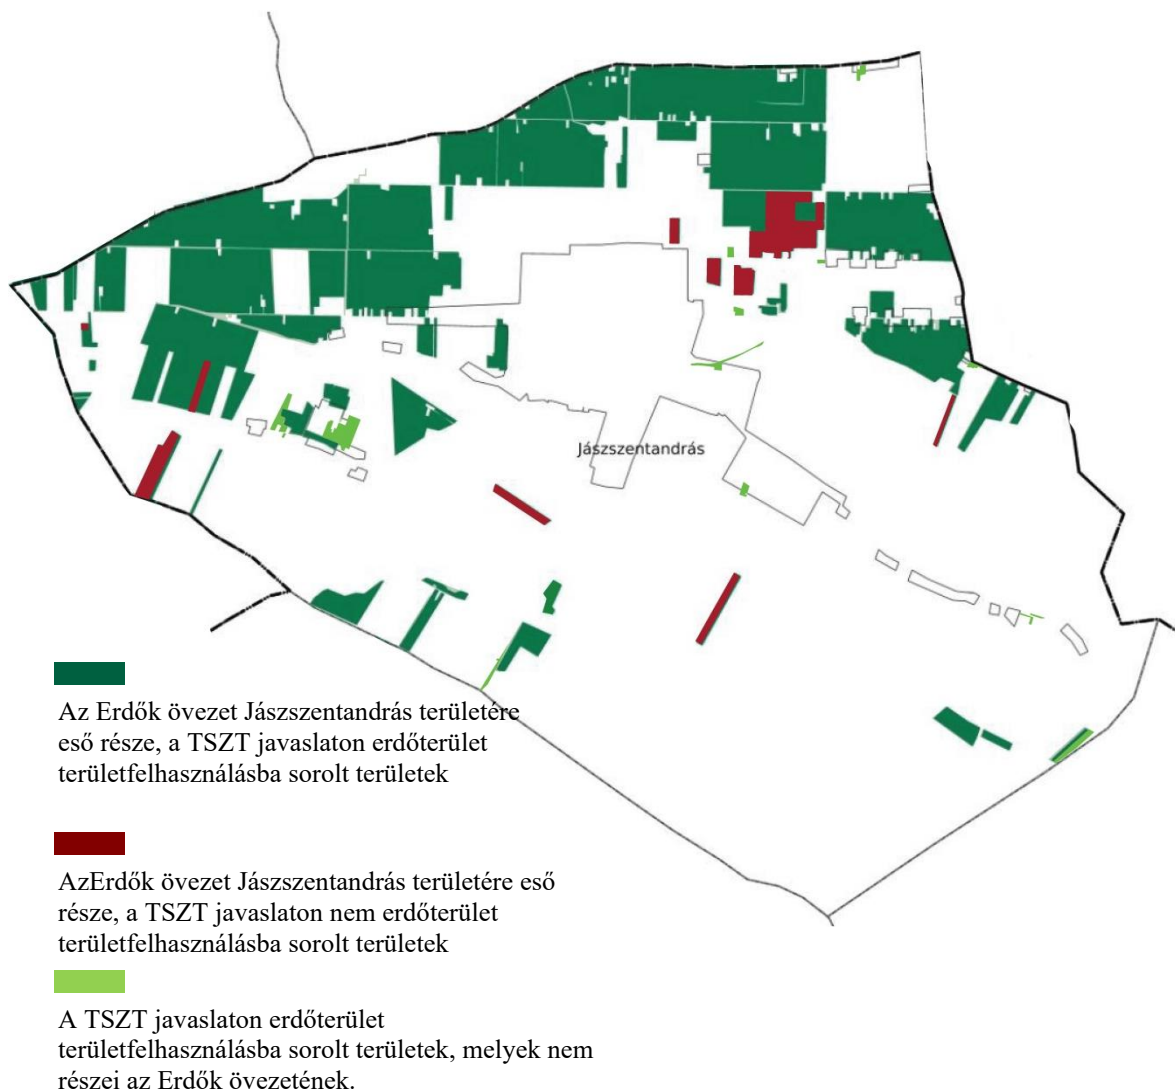 Jászszentandrás
Az Erdők övezet Jászszentandrás területére
eső része, a TSZT javaslaton erdőterület
területfelhasználásba sorolt területek
AzErdők övezet Jászszentandrás területére eső
része, a TSZT javaslaton nem erdőterület
területfelhasználásba sorolt területek
A TSZT javaslaton erdőterület
területfelhasználásba sorolt területek, melyek nem
részei az Erdők övezetének.